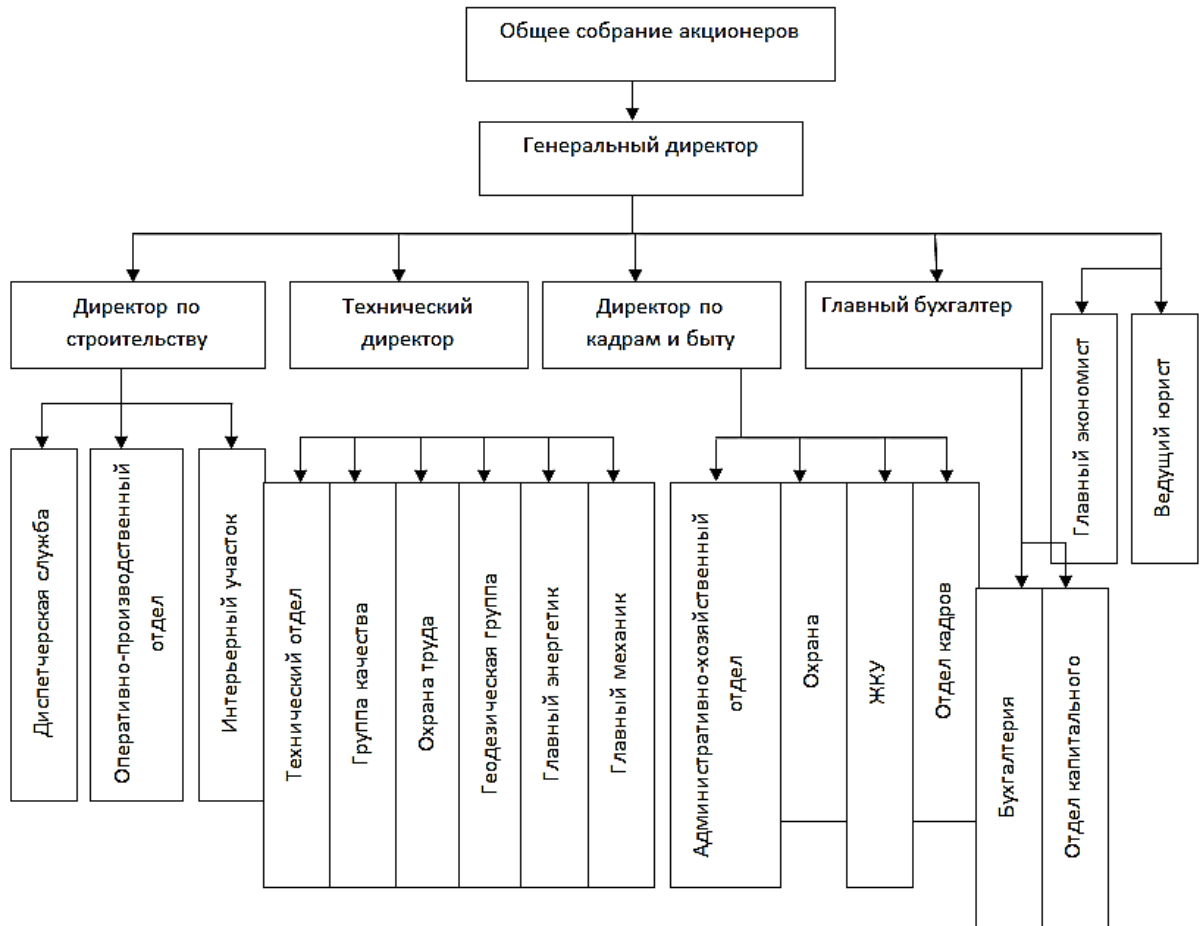 Общее собрание акционеров
Генеральный директор
Директор по
строительству
Технический
директор
Директор по
кадрам и быту
Главный бухгалтер
Главный экономист
Ведущий юрист
Диспетчерская служба
Оперативно-производственный
отдел
Интерьерный участок
Технический отдел
Группа качества
Охрана труда
Геодезическая группа
Главный энергетик
Главный механик
Административно-хозяйственный
отдел
Охрана
ЖКУ
Отдел кадров
Бухгалтерия
Отдел капитального